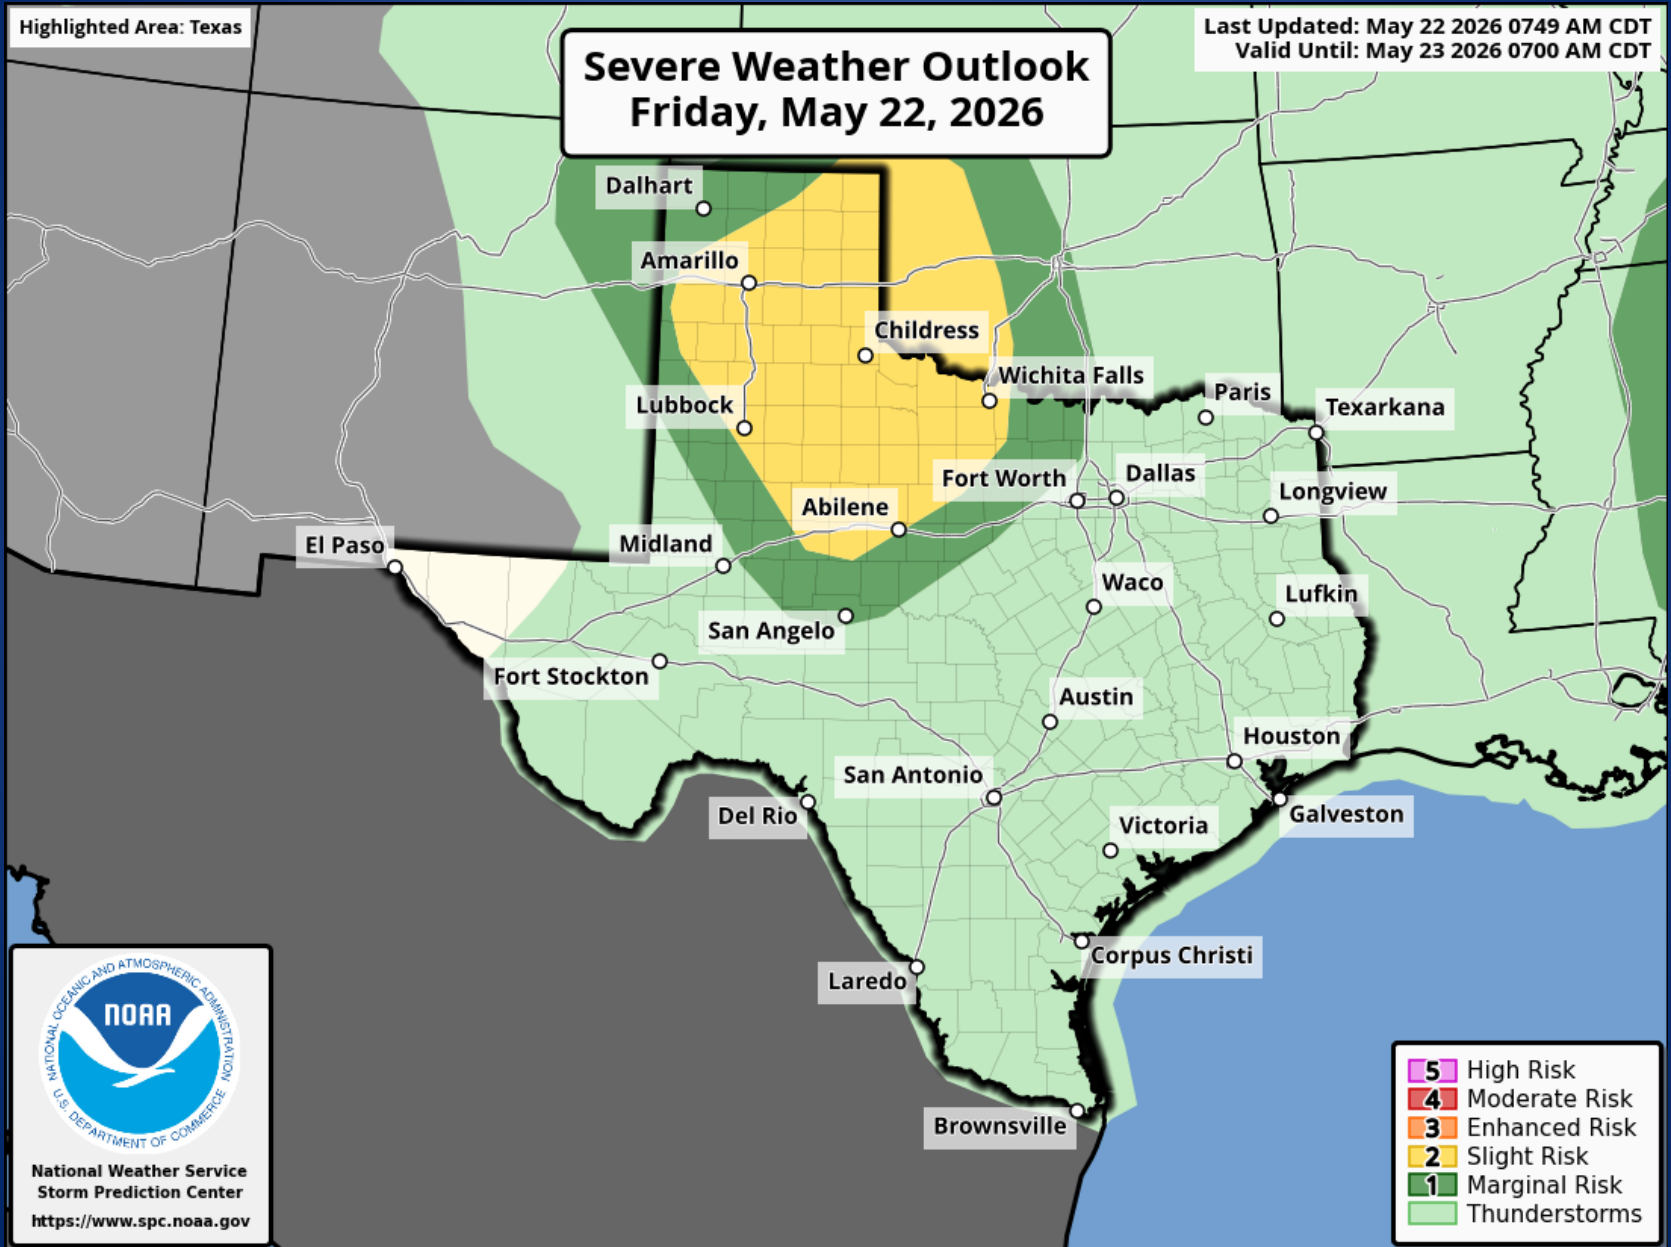 Highlighted Area: Texas
Last Updated: May 22 2026 0749 AM CDT
Valid Until: May 23 2026 0700 AM CDT
Severe Weather Outlook
Friday, May 22, 2026
Dalhart
Amarillo
Childress
Wichita Falls
Paris
Texarkana
Lubbock
Fort Worth
Dallas
Longview
Abilene
El Paso
Midland
Waco
Lufkin
San Angelo
Fort Stockton
Austin
Houston
San Antonio
Del Rio
Galveston
Victoria
Corpus Christi
Laredo
Brownsville
NATIONAL OCEANIC AND ATMOSPHERIC ADMINISTRATION
NOAA
U.S. DEPARTMENT OF COMMERCE
National Weather Service
Storm Prediction Center
https://www.spc.noaa.gov
5 High Risk
4 Moderate Risk
3 Enhanced Risk
2 Slight Risk
1 Marginal Risk
Thunderstorms